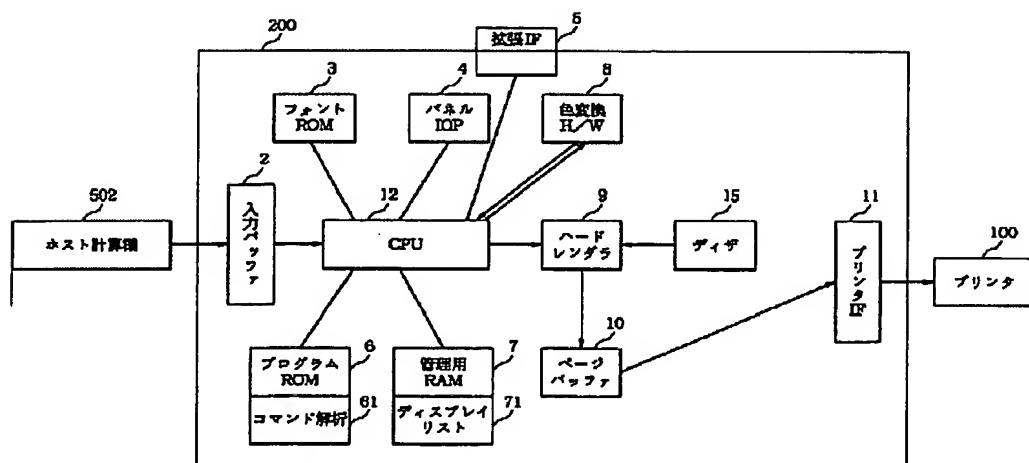 200
拡張IF
5
3
フォント
ROM
4
パネル
IOP
8
色変換
H/W
2
入力バッファ
502
ホスト計算機
12
CPU
9
ハード
レンダラ
15
ディザ
11
プリンタ
IF
100
プリンタ
6
プログラム
ROM
61
コマンド解析
7
管理用
RAM
71
ディスプレイ
リスト
10
ページ
バッファ